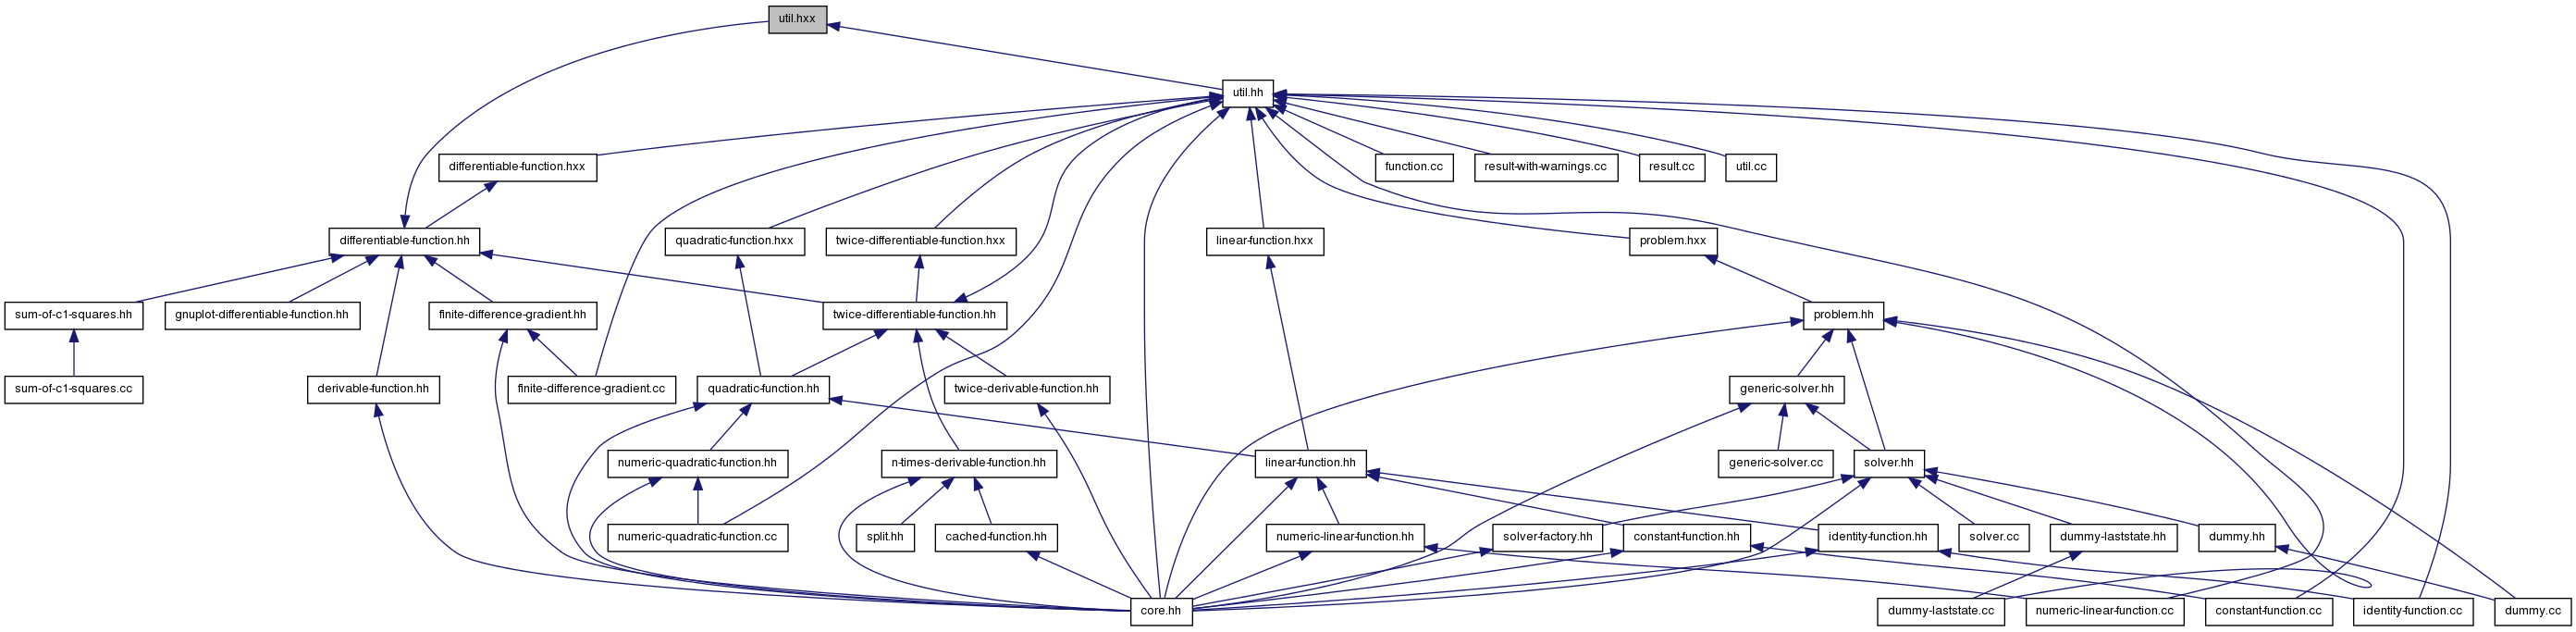 util.hxx
util.hh
differentiable-function.hxx
function.cc
result-with-warnings.cc
result.cc
util.cc
differentiable-function.hh
quadratic-function.hxx
twice-differentiable-function.hxx
linear-function.hxx
problem.hxx
sum-of-c1-squares.hh
gnuplot-differentiable-function.hh
finite-difference-gradient.hh
twice-differentiable-function.hh
problem.hh
sum-of-c1-squares.cc
derivable-function.hh
finite-difference-gradient.cc
quadratic-function.hh
twice-derivable-function.hh
generic-solver.hh
numeric-quadratic-function.hh
n-times-derivable-function.hh
linear-function.hh
generic-solver.cc
solver.hh
numeric-quadratic-function.cc
split.hh
cached-function.hh
numeric-linear-function.hh
solver-factory.hh
constant-function.hh
identity-function.hh
solver.cc
dummy-laststate.hh
dummy.hh
core.hh
dummy-laststate.cc
numeric-linear-function.cc
constant-function.cc
identity-function.cc
dummy.cc